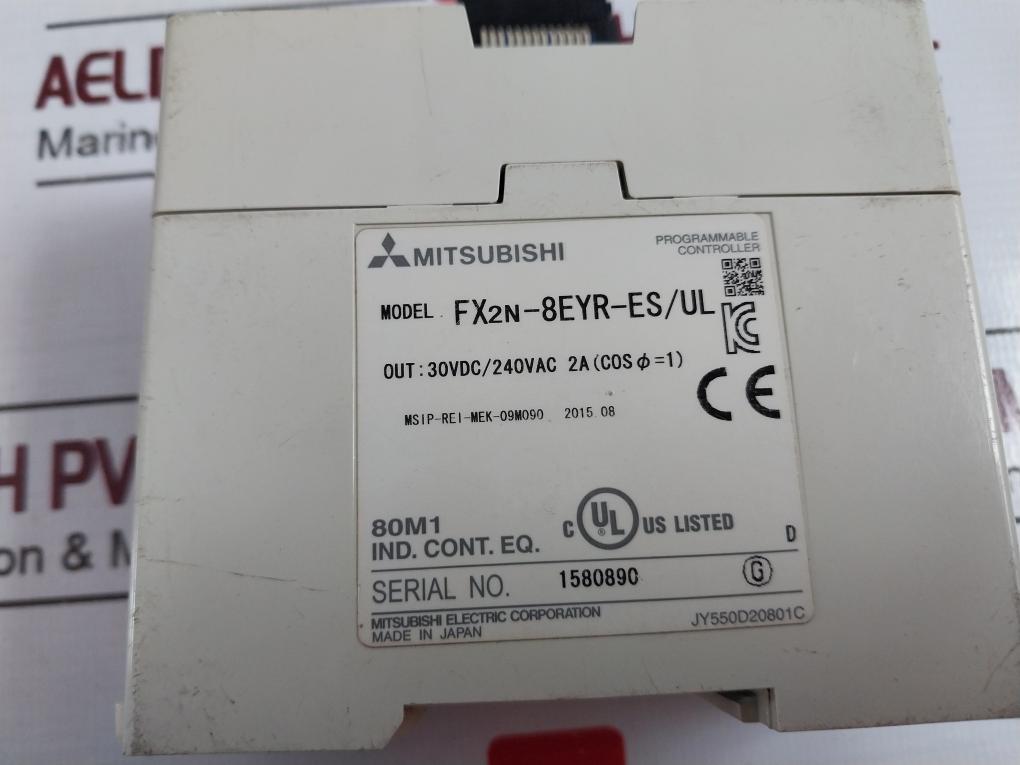 AEL
Marin
MITSUBISHI
PROGRAMMABLE
CONTROLLER
MODEL FX2N-8EYR-ES/UL
OUT:30VDC/240VAC 2A(COSφ=1)
CE
MSIP-REI-MEK-09M090 2015.08
80M1
IND. CONT. EQ.
C UL US LISTED
D
SERIAL NO. 1580890
G
MITSUBISHI ELECTRIC CORPORATION
MADE IN JAPAN
JY550D20801C
H PV
on & M